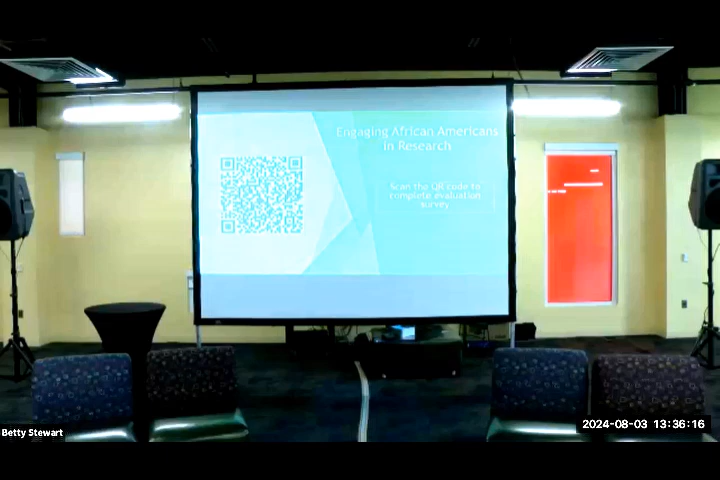 Engaging African Americans
in Research
Scan the QR code to
complete evaluation
survey
Betty Stewart
2024-08-03 13:36:16